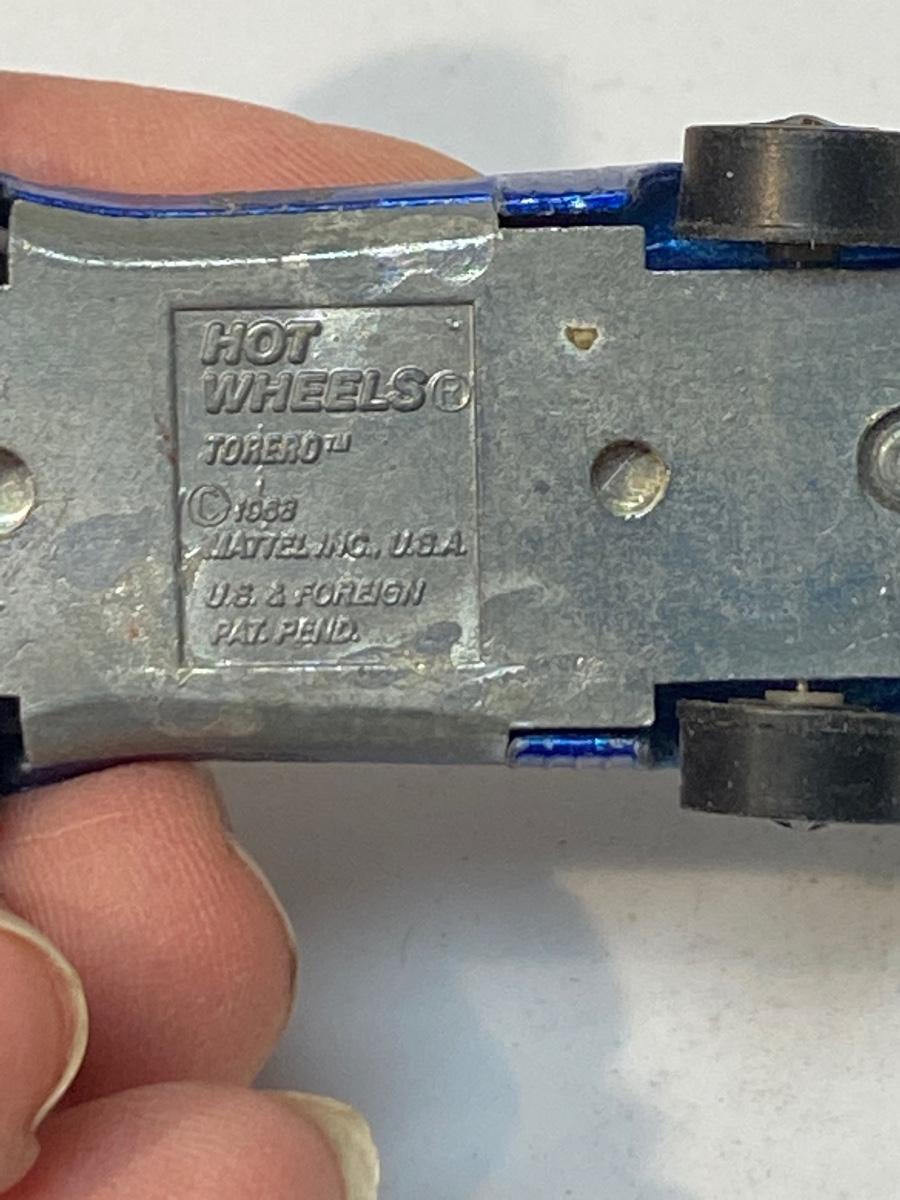 HOT
WHEELS®
TORERO™
©1968
MATTEL INC., U.S.A.
U.S. & FOREIGN
PAT. PEND.